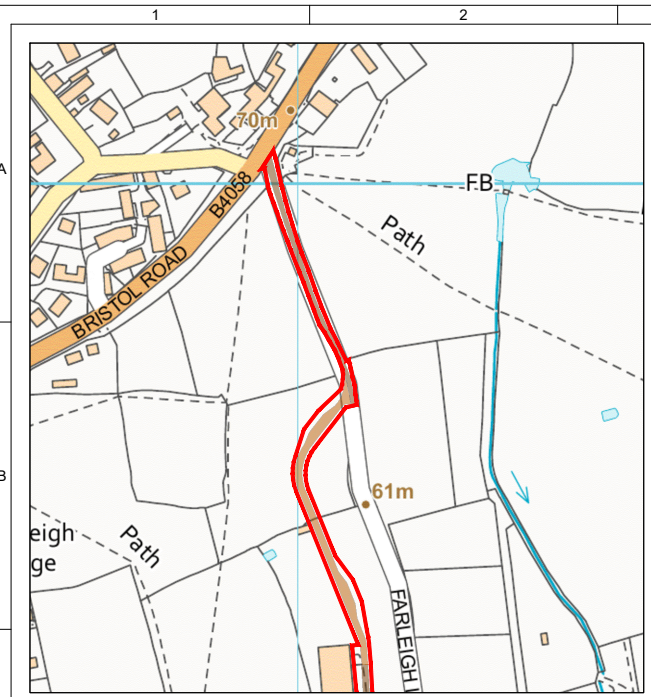 1 2
A
70m
FB
B4058
Path
BRISTOL ROAD
B
61m
eigh
ge
Path
FARLEIGH